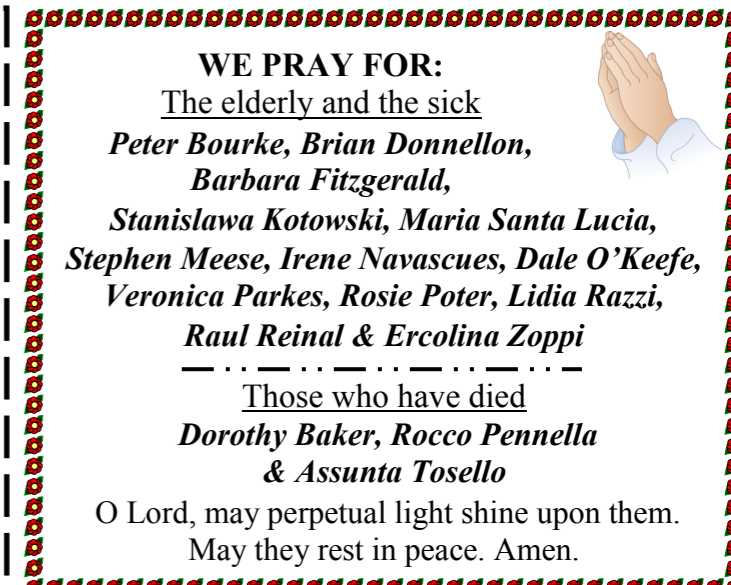 WE PRAY FOR:
The elderly and the sick
Peter Bourke, Brian Donnellon,
Barbara Fitzgerald,
Stanislawa Kotowski, Maria Santa Lucia,
Stephen Meese, Irene Navascues, Dale O’Keefe,
Veronica Parkes, Rosie Poter, Lidia Razzi,
Raul Reinal & Ercolina Zoppi
Those who have died
Dorothy Baker, Rocco Pennella
& Assunta Tosello
O Lord, may perpetual light shine upon them.
May they rest in peace. Amen.